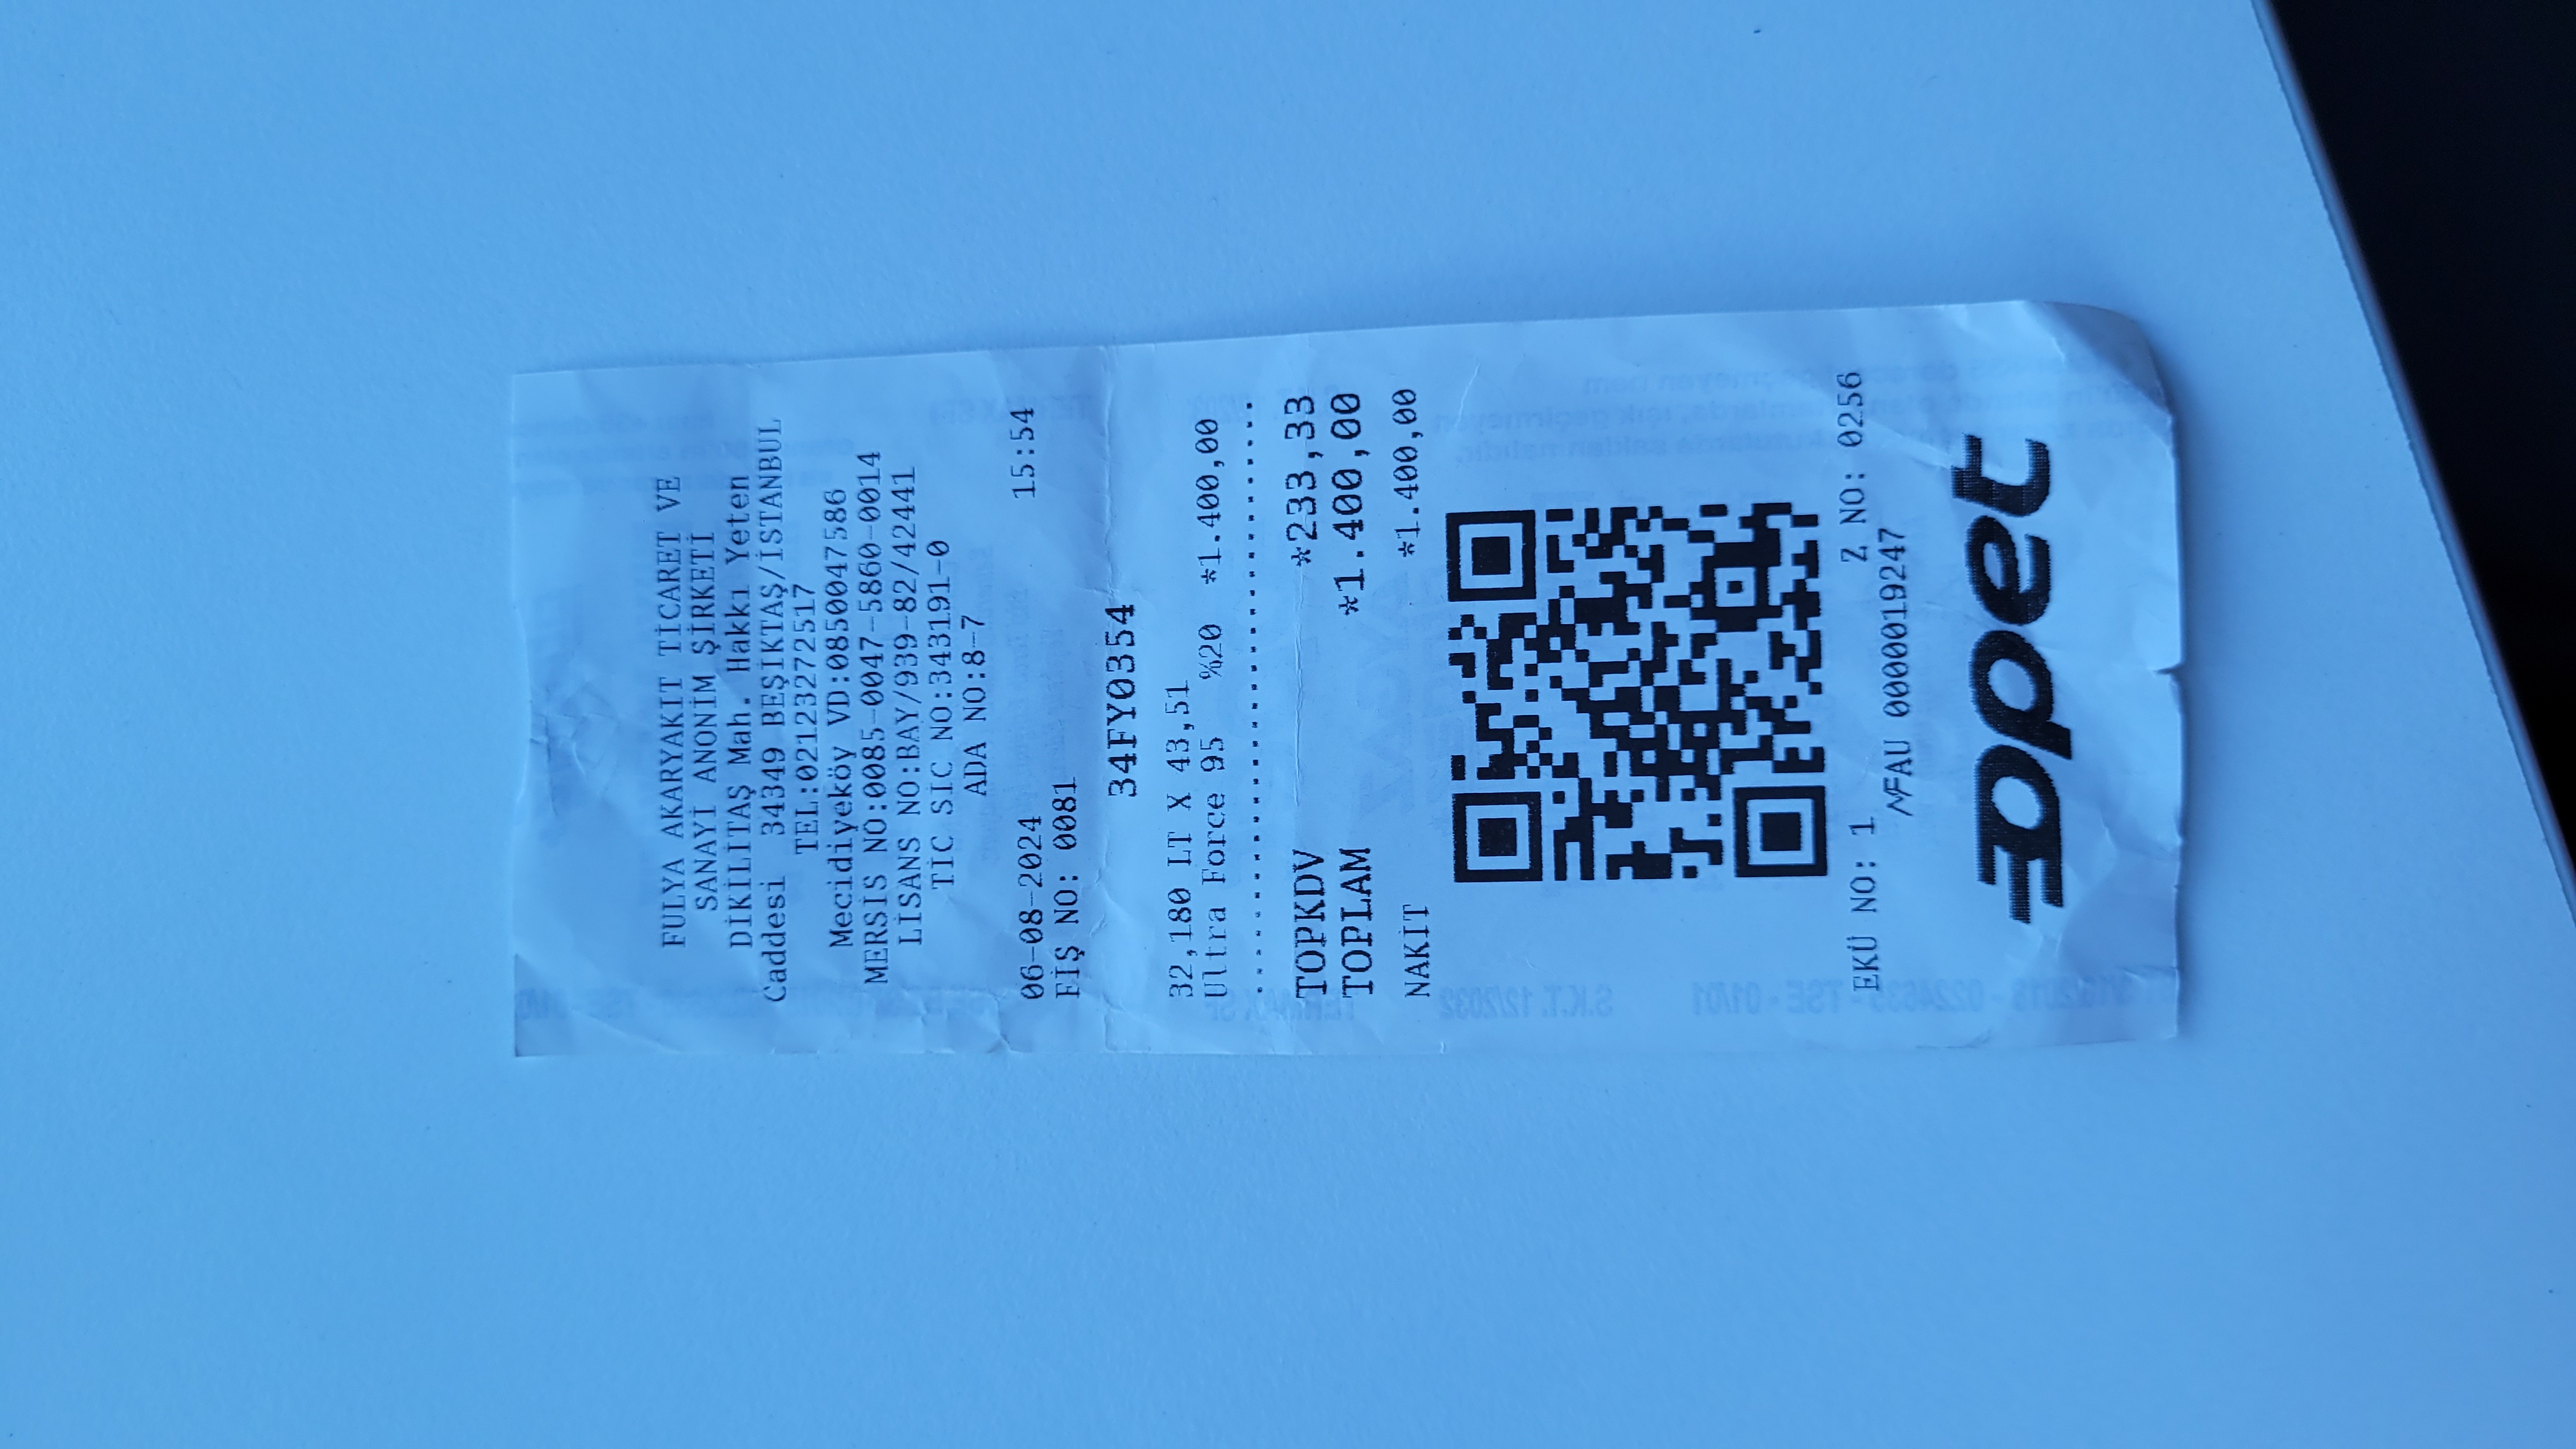 FULYA AKARYAKIT TİCARET VE
SANAYİ ANONİM ŞİRKETİ
DİKİLİTAŞ Mah. Hakkı Yeten
Caddesi 34349 BEŞİKTAŞ/İSTANBUL
TEL:02123272517
Mecidiyeköy VD:0850047586
MERSİS NO:0085-0047-5860-0014
LİSANS NO:BAY/939-82/42441
TİC SİC NO:343191-0
ADA NO:8-7
06-08-2024 15:54
FİŞ NO: 0081
34FY0354
32,180 LT X 43,51
Ultra Force 95 %20 *1.400,00
TOPKDV *233,33
TOPLAM *1.400,00
NAKİT *1.400,00
EKÜ NO: 1 Z NO: 0256
MFAU 0000019247
opet